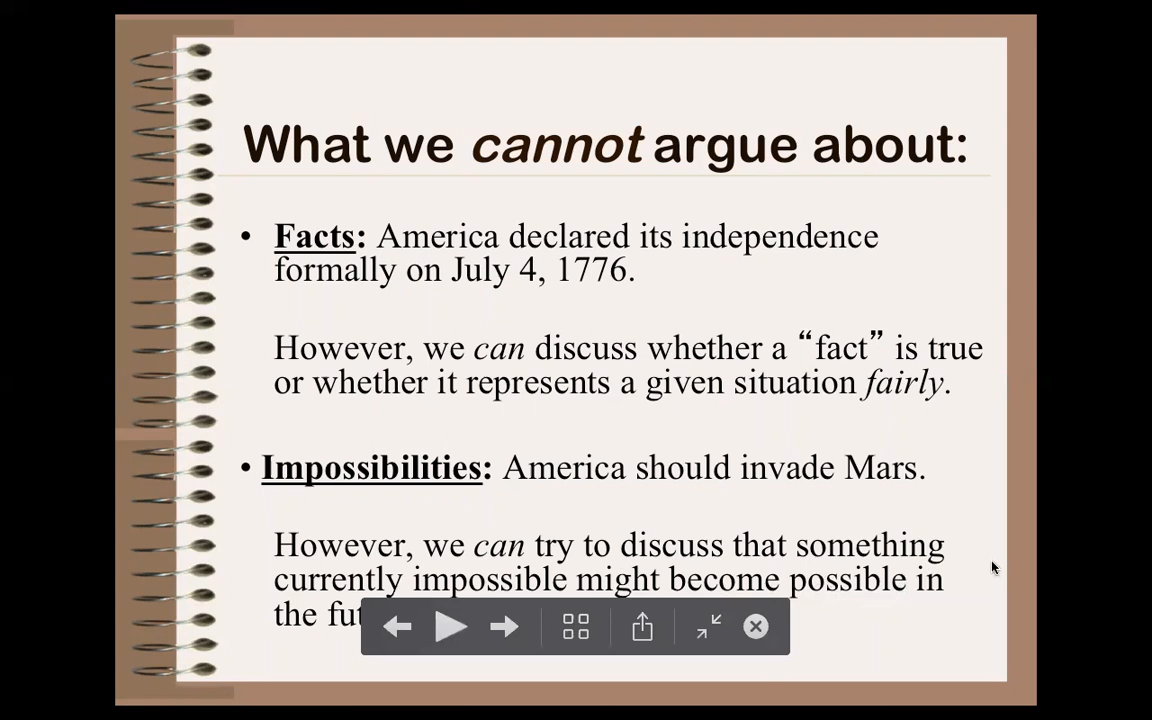 What we cannot argue about:
• Facts: America declared its independence
formally on July 4, 1776.
However, we can discuss whether a “fact” is true
or whether it represents a given situation fairly.
• Impossibilities: America should invade Mars.
However, we can try to discuss that something
currently impossible might become possible in
the